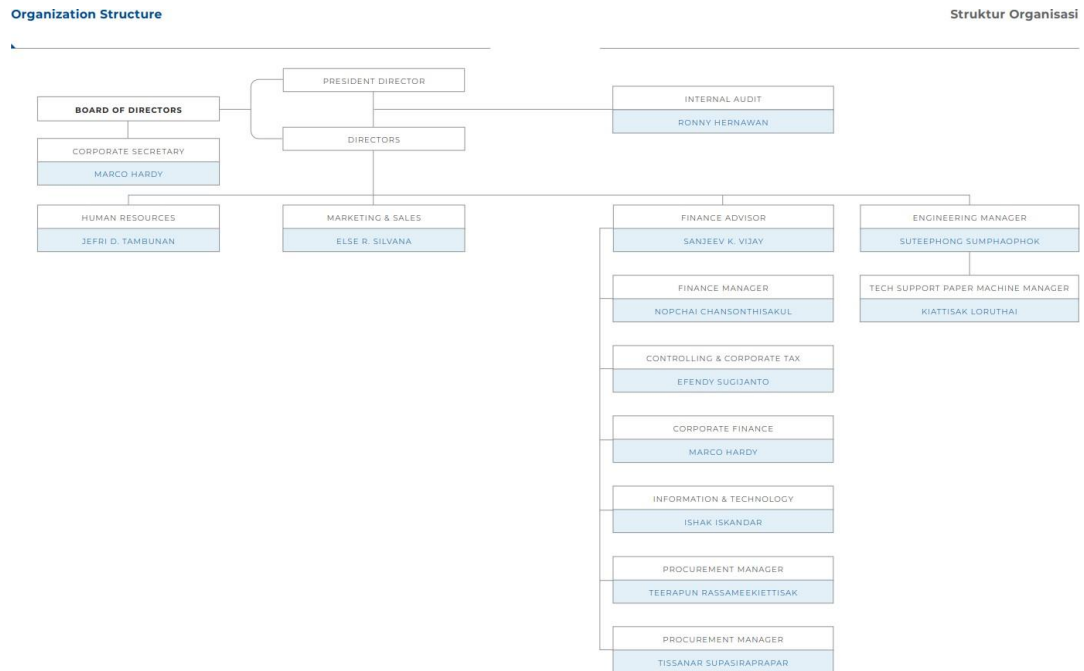 Organization Structure
Struktur Organisasi
PRESIDENT DIRECTOR
BOARD OF DIRECTORS
INTERNAL AUDIT
RONNY HERNAWAN
DIRECTORS
CORPORATE SECRETARY
MARCO HARDY
HUMAN RESOURCES
JEFRI D. TAMBUNAN
MARKETING & SALES
ELSE R. SILVANA
FINANCE ADVISOR
SANJEEV K. VIJAY
ENGINEERING MANAGER
SUTEEPHONG SUMPHAOPHOK
FINANCE MANAGER
NOPCHAI CHANSONTHISAKUL
TECH SUPPORT PAPER MACHINE MANAGER
KIATTISAK LORUTHAI
CONTROLLING & CORPORATE TAX
EFENDY SUGIJANTO
CORPORATE FINANCE
MARCO HARDY
INFORMATION & TECHNOLOGY
ISHAK ISKANDAR
PROCUREMENT MANAGER
TEERAPUN RASSAMEEKIETTISAK
PROCUREMENT MANAGER
TISSANAR SUPASIRAPRAPAR